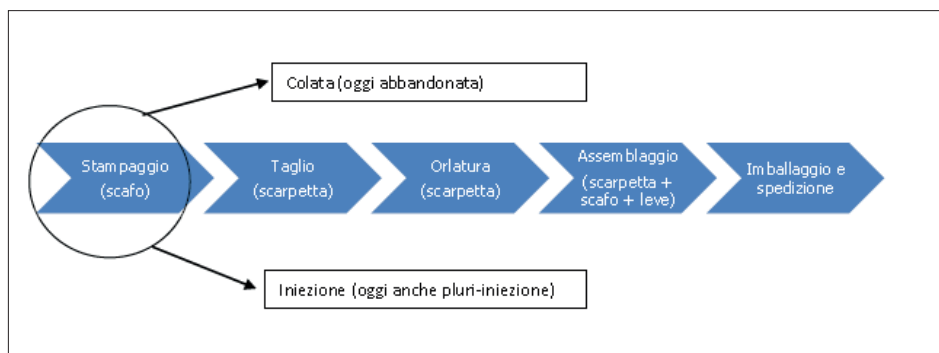 Colata (oggi abbandonata)
Stampaggio
(scafo)
Taglio
(scarpetta)
Orlatura
(scarpetta)
Assemblaggio
(scarpetta +
scafo + leve)
Imballaggio e
spedizione
Iniezione (oggi anche pluri-iniezione)